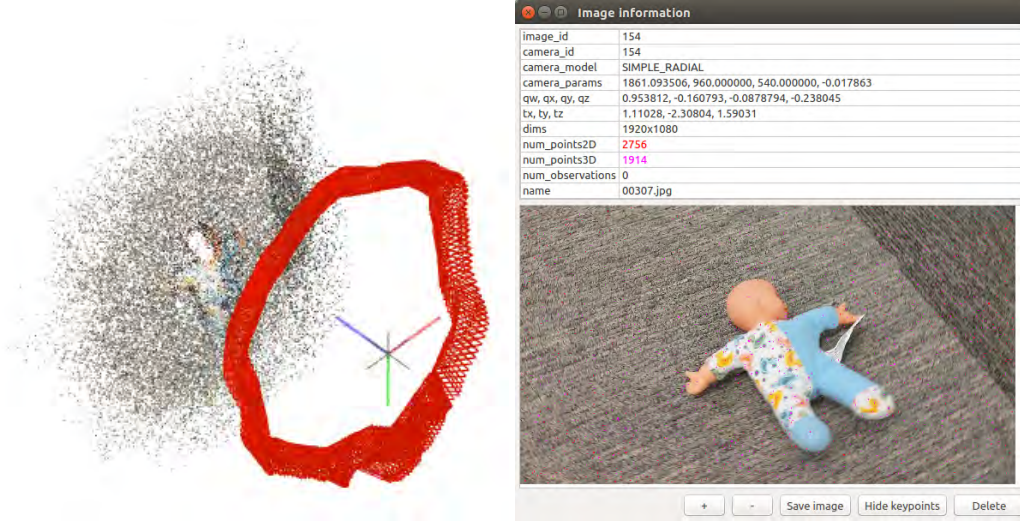 Image information
image_id 154
camera_id 154
camera_model SIMPLE_RADIAL
camera_params 1861.093506, 960.000000, 540.000000, -0.017863
qw, qx, qy, qz 0.953812, -0.160793, -0.0878794, -0.238045
tx, ty, tz 1.11028, -2.30804, 1.59031
dims 1920x1080
num_points2D 2756
num_points3D 1914
num_observations 0
name 00307.jpg
+ - Save image Hide keypoints Delete